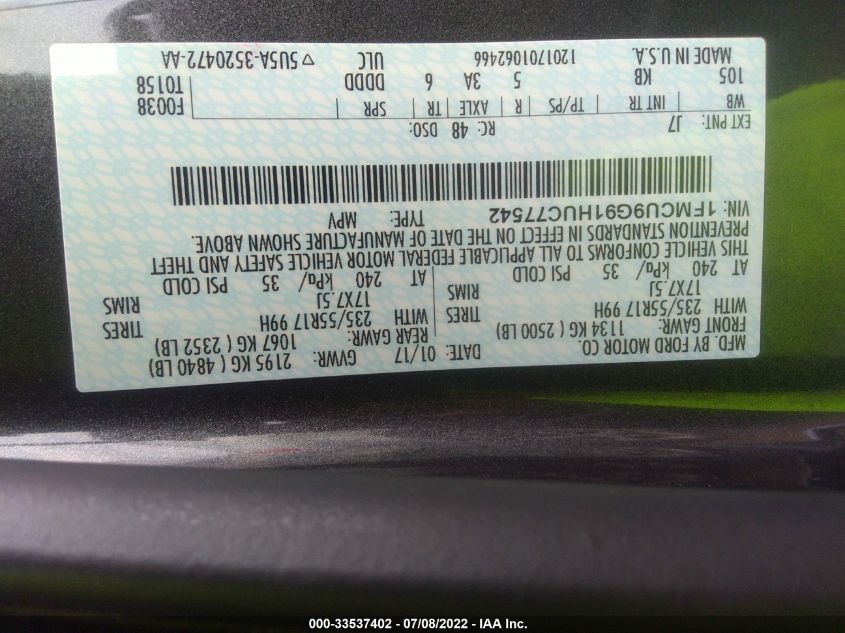 MFD. BY FORD MOTOR CO.
DATE: 01/17 GVWR: 2195 KG ( 4840 LB)
FRONT GAWR: 1134 KG ( 2500 LB) REAR GAWR: 1067 KG ( 2352 LB)
WITH 235/55R17 99H TIRES WITH 235/55R17 99H TIRES
17X7.5J RIMS 17X7.5J RIMS
AT 240 kPa/ 35 PSI COLD AT 240 kPa/ 35 PSI COLD
THIS VEHICLE CONFORMS TO ALL APPLICABLE FEDERAL MOTOR VEHICLE SAFETY AND THEFT
PREVENTION STANDARDS IN EFFECT ON THE DATE OF MANUFACTURE SHOWN ABOVE.
VIN: 1FMCU9G91HUC77542 TYPE: MPV
EXT PNT: J7 RC: 48 DSO:
WB INT TR TP/PS R AXLE TR SPR F0038
105 KB 5 3A 6 DDDD T0158
MADE IN U.S.A. 1201701062466 ULC ▽5U5A-3520472-AA
000-33537402 - 07/08/2022 - IAA Inc.